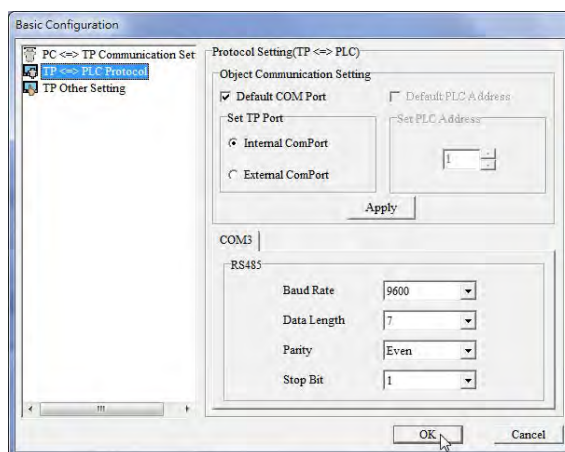 Basic Configuration
PC <=> TP Communication Set
TP <=> PLC Protocol
TP Other Setting
Protocol Setting(TP <=> PLC)
Object Communication Setting
Default COM Port
Default PLC Address
Set TP Port
Internal ComPort
External ComPort
Set PLC Address
1
Apply
COM3
RS485
Baud Rate 9600
Data Length 7
Parity Even
Stop Bit 1
OK
Cancel